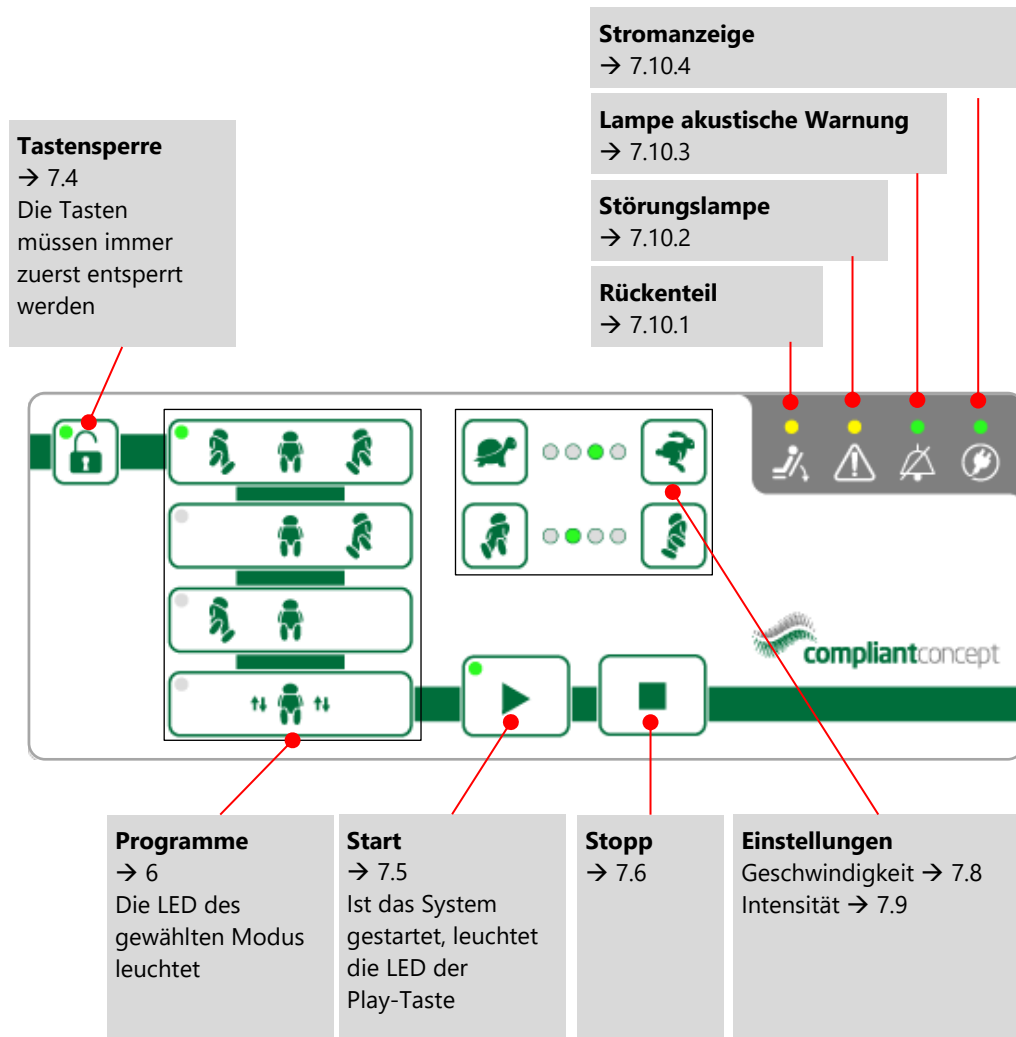 Stromanzeige
→ 7.10.4
Lampe akustische Warnung
→ 7.10.3
Störungslampe
→ 7.10.2
Rückenteil
→ 7.10.1
Tastensperre
→ 7.4
Die Tasten
müssen immer
zuerst entsperrt
werden
compliantconcept
Programme
→ 6
Die LED des
gewählten Modus
leuchtet
Start
→ 7.5
Ist das System
gestartet, leuchtet
die LED der
Play-Taste
Stopp
→ 7.6
Einstellungen
Geschwindigkeit → 7.8
Intensität → 7.9